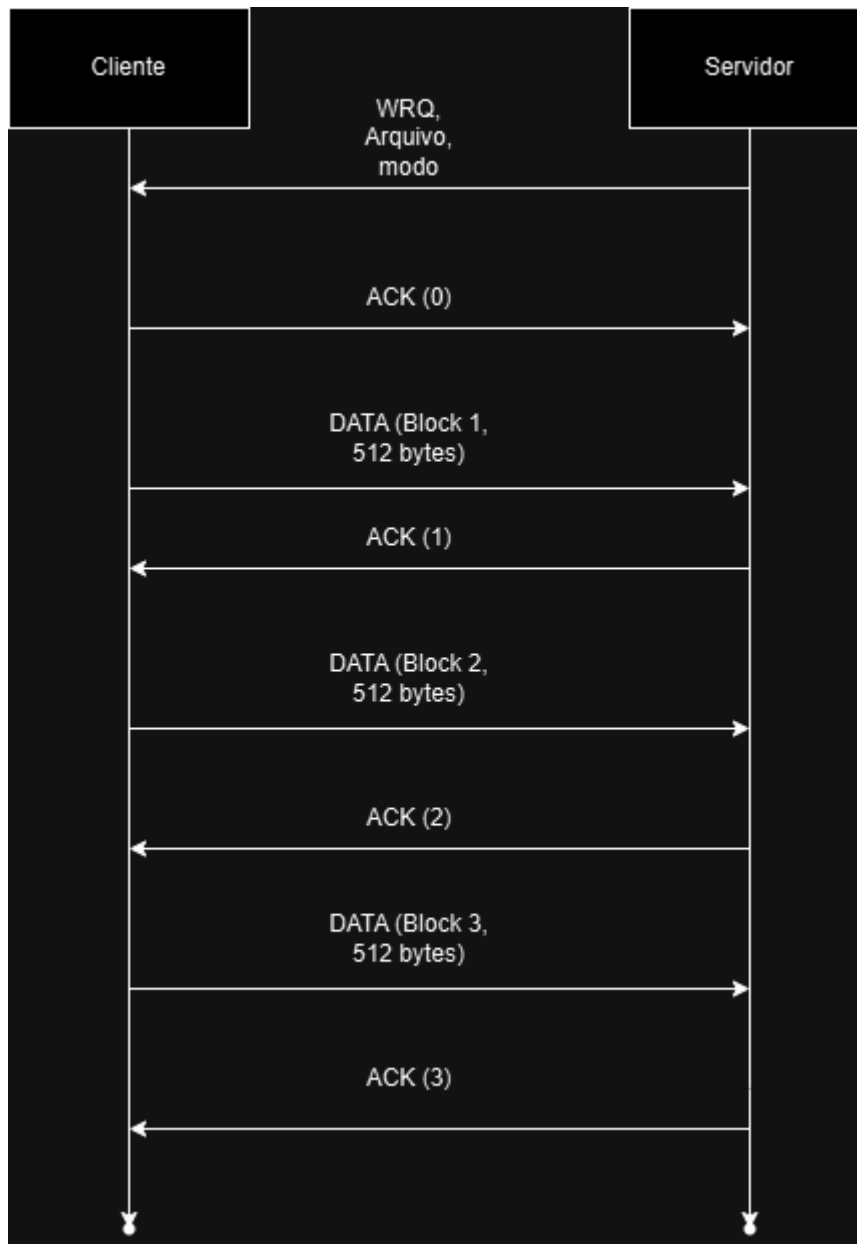 Cliente
Servidor
WRQ,
Arquivo,
modo
ACK (0)
DATA (Block 1,
512 bytes)
ACK (1)
DATA (Block 2,
512 bytes)
ACK (2)
DATA (Block 3,
512 bytes)
ACK (3)